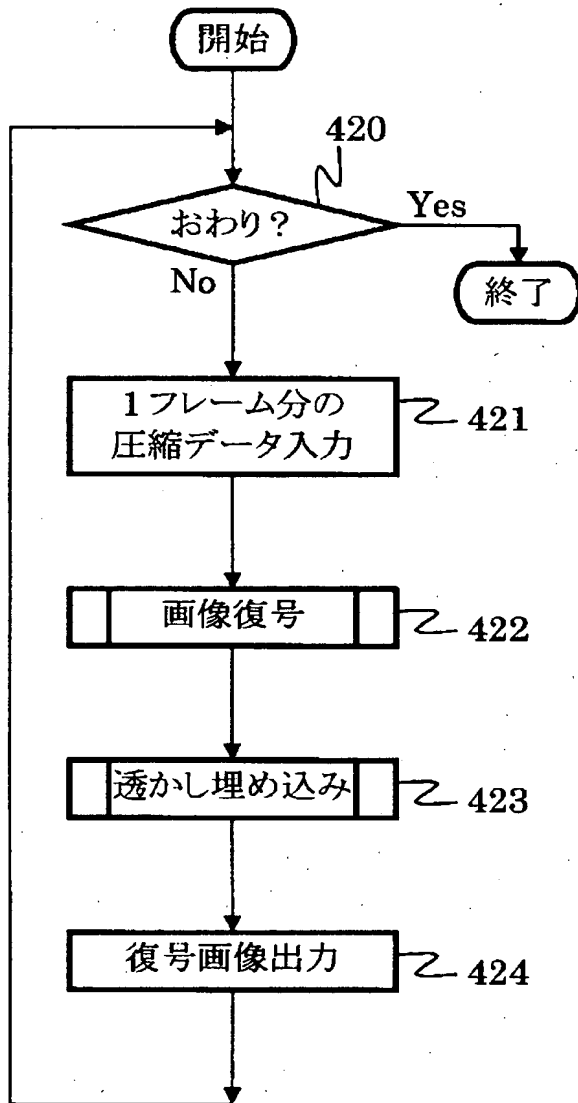 開始
420
おわり？
Yes
No
終了
1フレーム分の
圧縮データ入力
421
画像復号
422
透かし埋め込み
423
復号画像出力
424